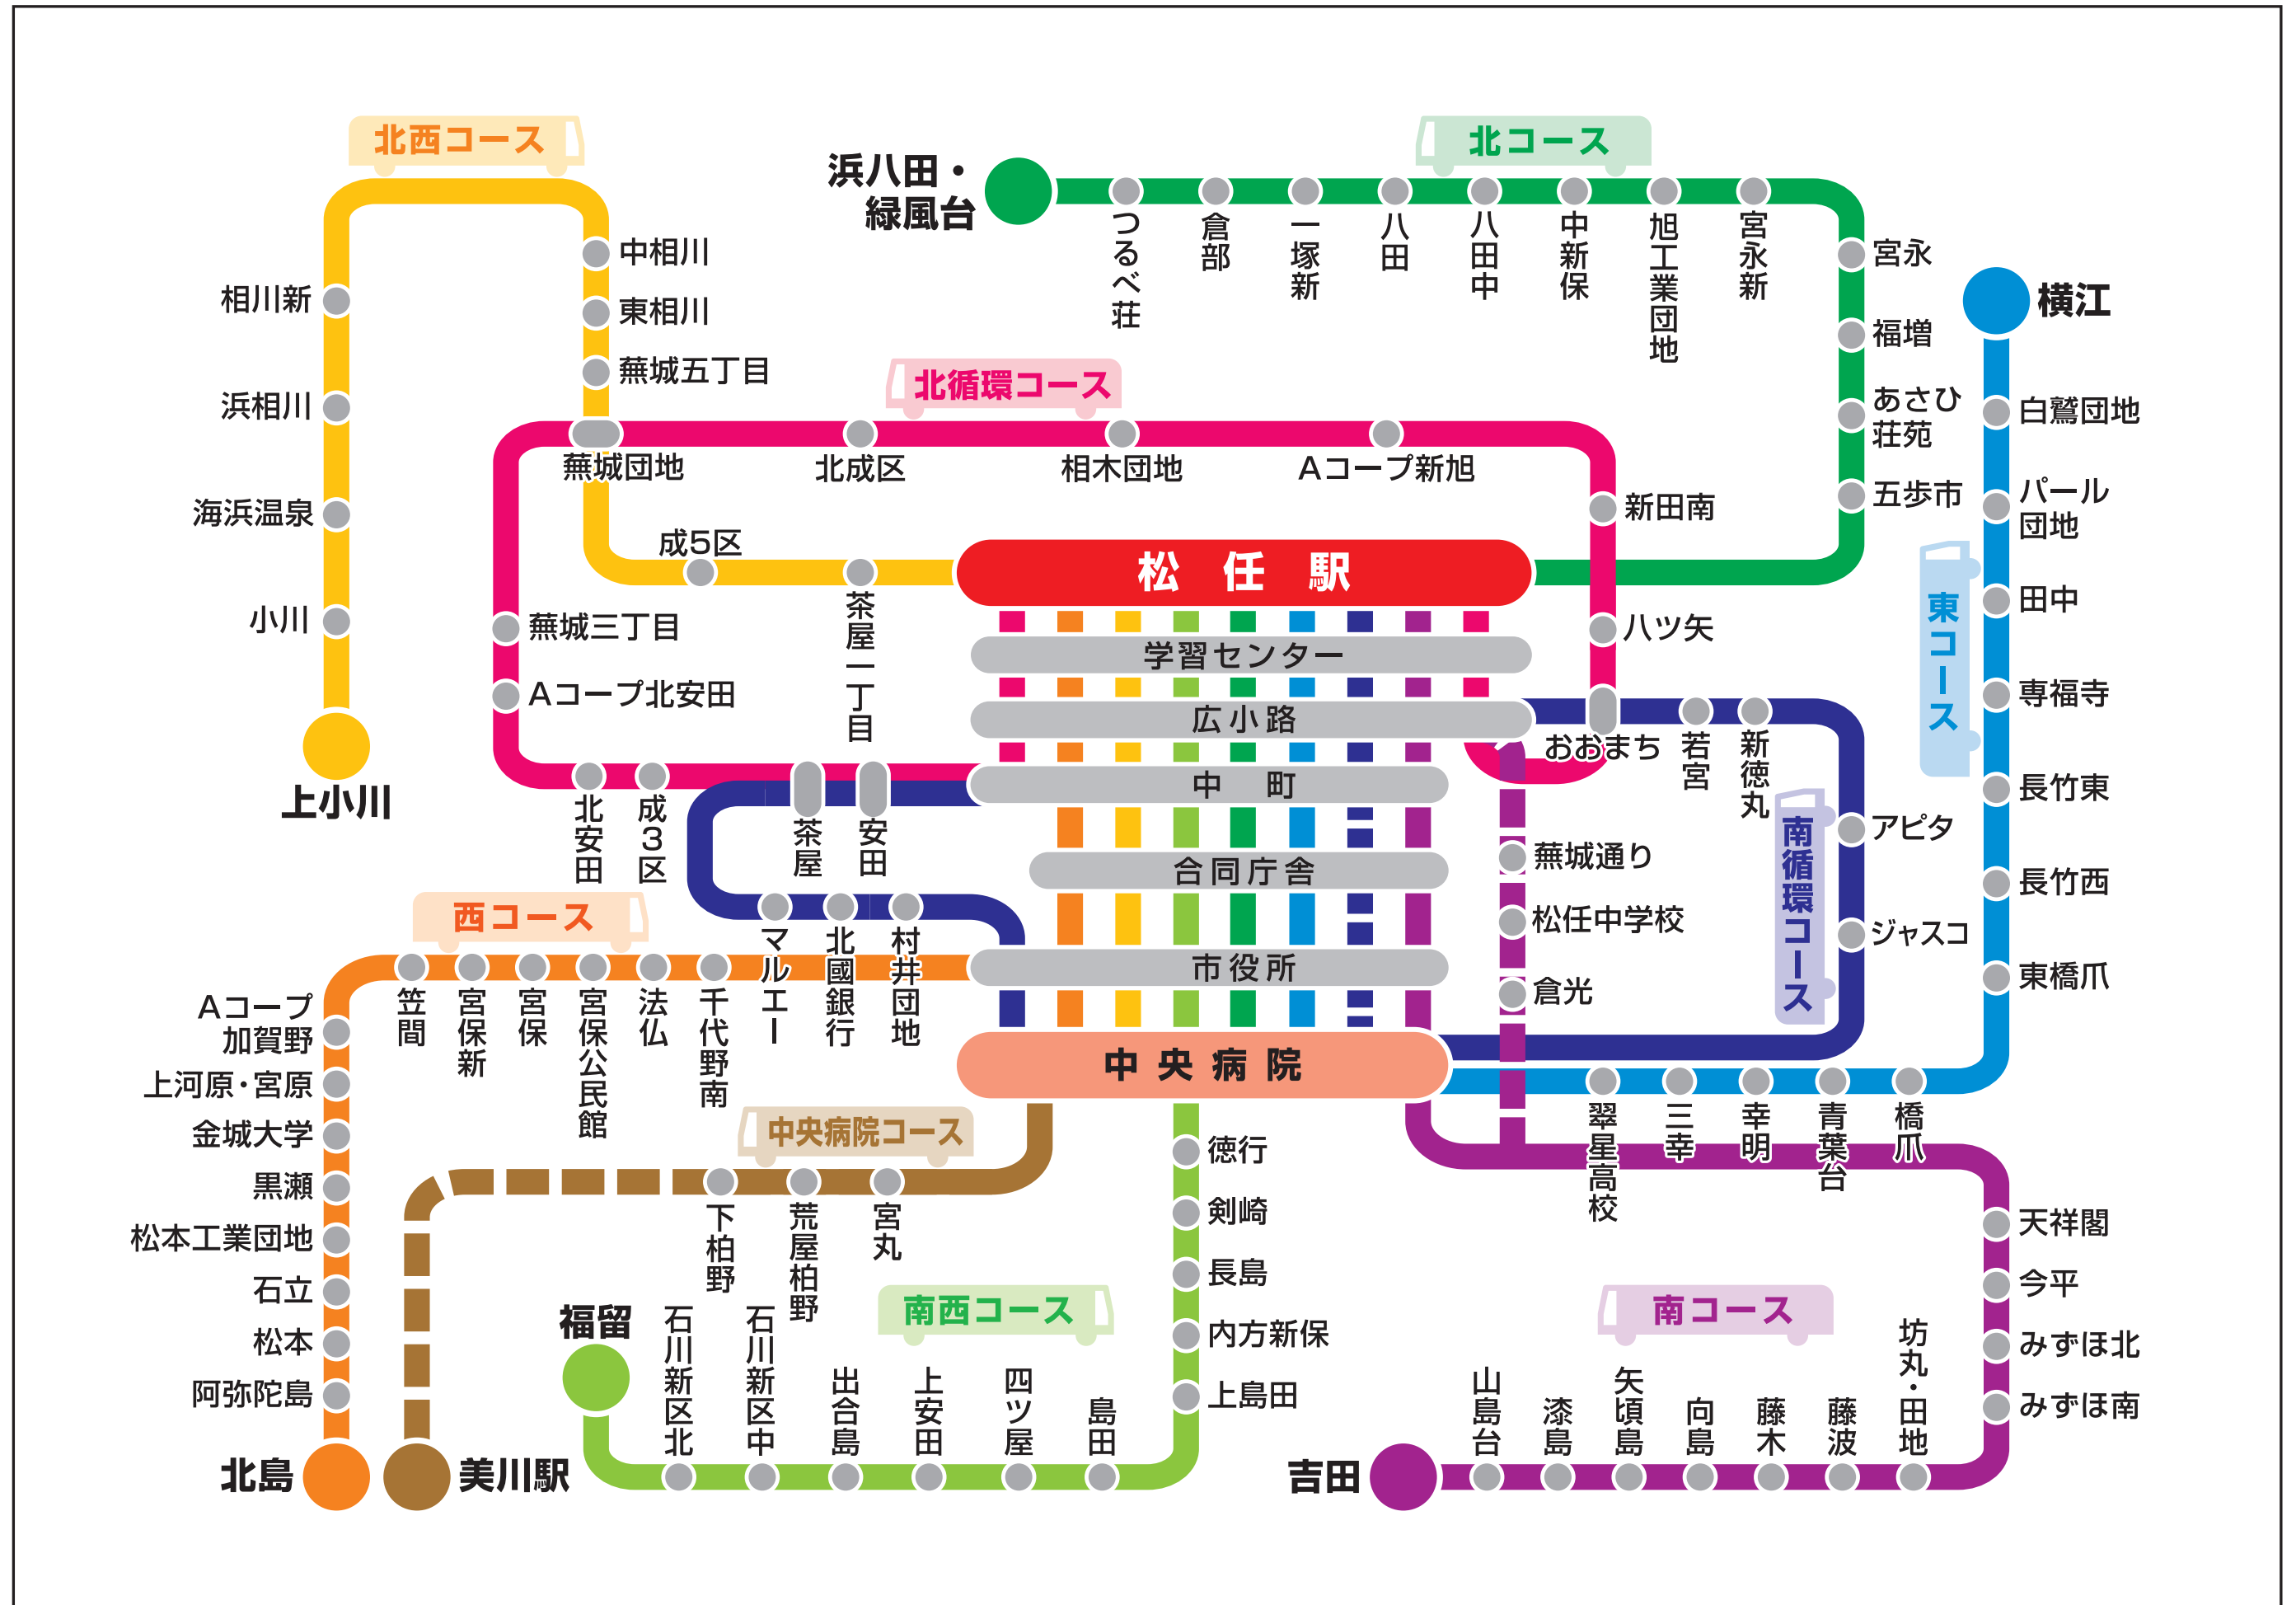 北西コース
北コース
浜八田・
緑風台
つるべ荘
倉部
一塚新
八田
八田中
中新保
旭工業団地
宮永新
宮永
福増
あさひ
荘苑
五歩市
横江
白鷺団地
パール
団地
田中
専福寺
長竹東
長竹西
東橋爪
東コース
中相川
東相川
蕪城五丁目
相川新
浜相川
海浜温泉
小川
上小川
北循環コース
蕪城団地
北成区
相木団地
Aコープ新旭
新田南
八ツ矢
成5区
茶屋一丁目
松任駅
蕪城三丁目
Aコープ北安田
学習センター
広小路
中町
合同庁舎
市役所
中央病院
おおまち
若宮
新徳丸
アピタ
ジャスコ
南循環コース
北安田
成3区
茶屋
安田
蕪城通り
松任中学校
倉光
西コース
マルエー
北國銀行
村井団地
笠間
宮保新
宮保
宮保公民館
法仏
千代野南
Aコープ
加賀野
上河原・宮原
金城大学
黒瀬
松本工業団地
石立
松本
阿弥陀島
北島
中央病院コース
下柏野
荒屋柏野
宮丸
美川駅
翠星高校
三幸
幸明
青葉台
橋爪
徳行
剣崎
長島
内方新保
上島田
南西コース
福留
石川新区北
石川新区中
出合島
上安田
四ツ屋
島田
南コース
天祥閣
今平
みずほ北
みずほ南
吉田
山島台
漆島
矢頃島
向島
藤木
藤波
坊丸・田地